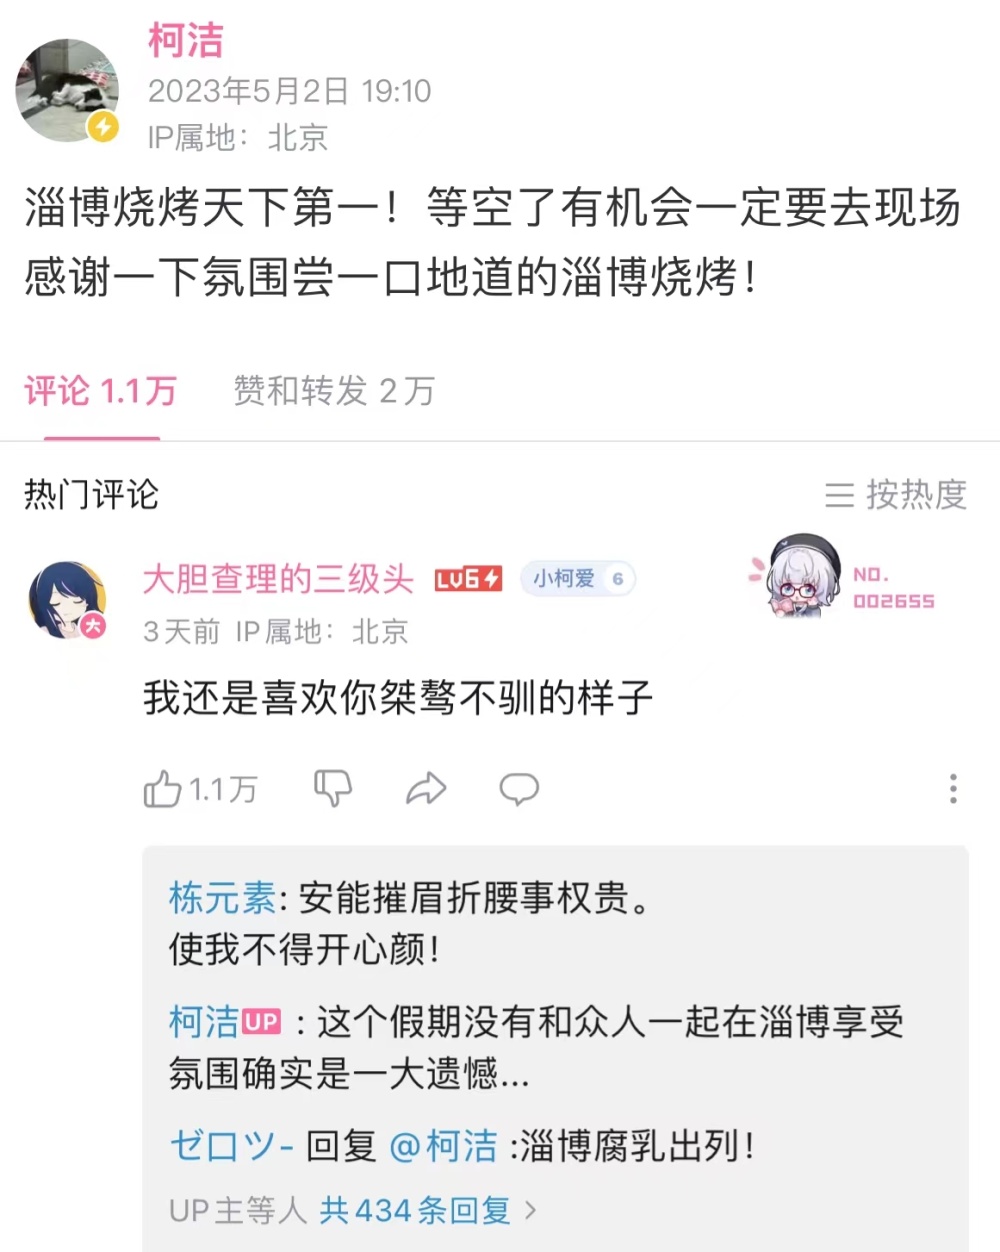 柯洁
2023年5月2日 19:10
IP属地：北京
淄博烧烤天下第一！等空了有机会一定要去现场
感谢一下氛围尝一口地道的淄博烧烤！
评论 1.1万 赞和转发 2万
热门评论 按热度
大胆查理的三级头 LV6 小柯爱 6 NO.
002655
大
3天前 IP属地：北京
我还是喜欢你桀骜不驯的样子
1.1万
栋元素: 安能摧眉折腰事权贵。
使我不得开心颜！
柯洁UP : 这个假期没有和众人一起在淄博享受
氛围确实是一大遗憾...
ゼロツ- 回复 @柯洁 :淄博腐乳出列！
UP主等人 共434条回复 >